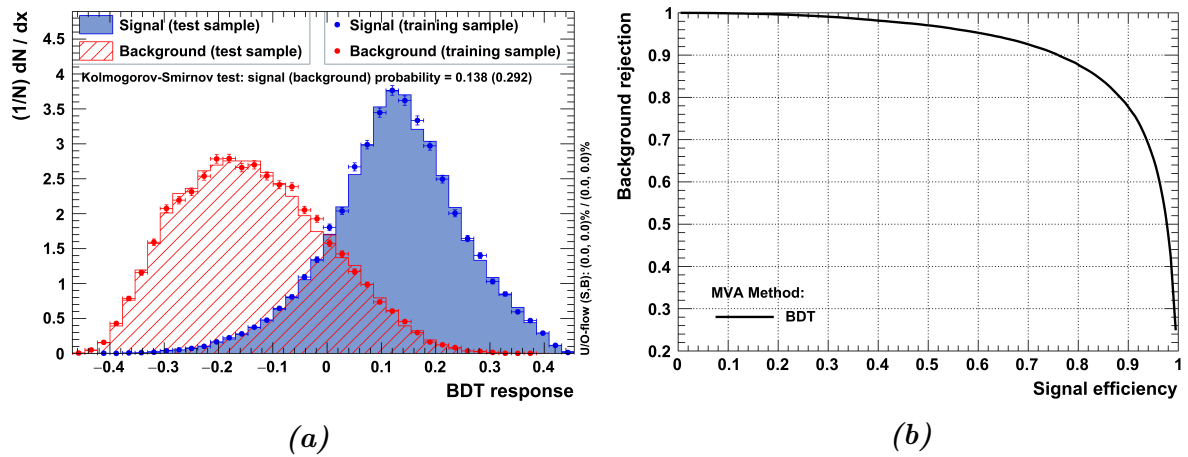 Signal (test sample)
Background (test sample)
Signal (training sample)
Background (training sample)
Kolmogorov-Smirnov test: signal (background) probability = 0.138 (0.292)
(1/N) dN / dx
4.5
4
3.5
3
2.5
2
1.5
1
0.5
0
−0.4 −0.3 −0.2 −0.1 0 0.1 0.2 0.3 0.4
BDT response
U/O-flow (S,B): (0.0, 0.0)% / (0.0, 0.0)%
(a)
Background rejection
1
0.9
0.8
0.7
0.6
0.5
0.4
0.3
0.2
MVA Method:
BDT
0 0.1 0.2 0.3 0.4 0.5 0.6 0.7 0.8 0.9 1
Signal efficiency
(b)